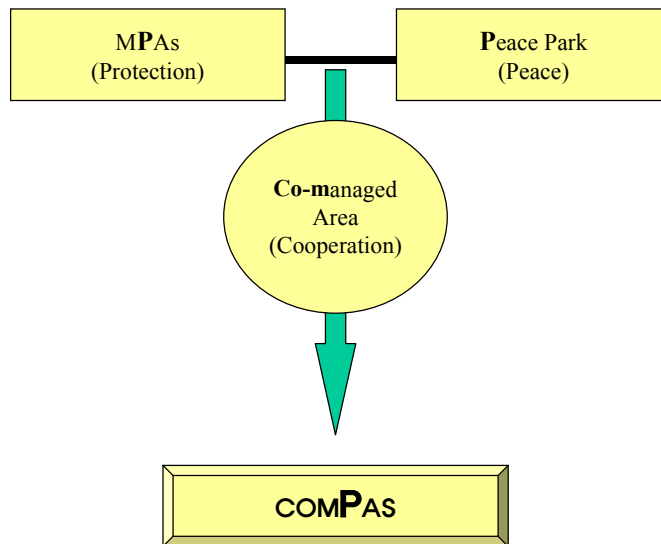 MPAs
(Protection)
Peace Park
(Peace)
Co-managed
Area
(Cooperation)
COMPAS